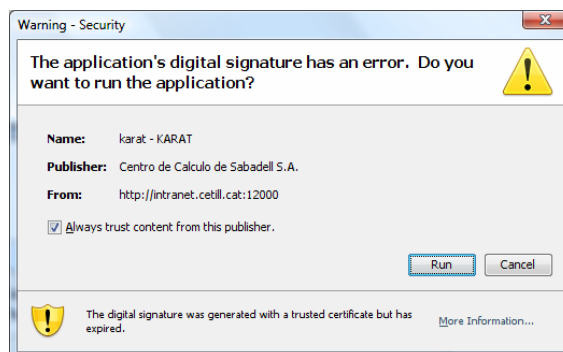 Warning - Security
The application's digital signature has an error. Do you
want to run the application?
Name: karat - KARAT
Publisher: Centro de Calculo de Sabadell S.A.
From: http://intranet.cetill.cat:12000
Always trust content from this publisher.
Run Cancel
The digital signature was generated with a trusted certificate but has
expired.
More Information...